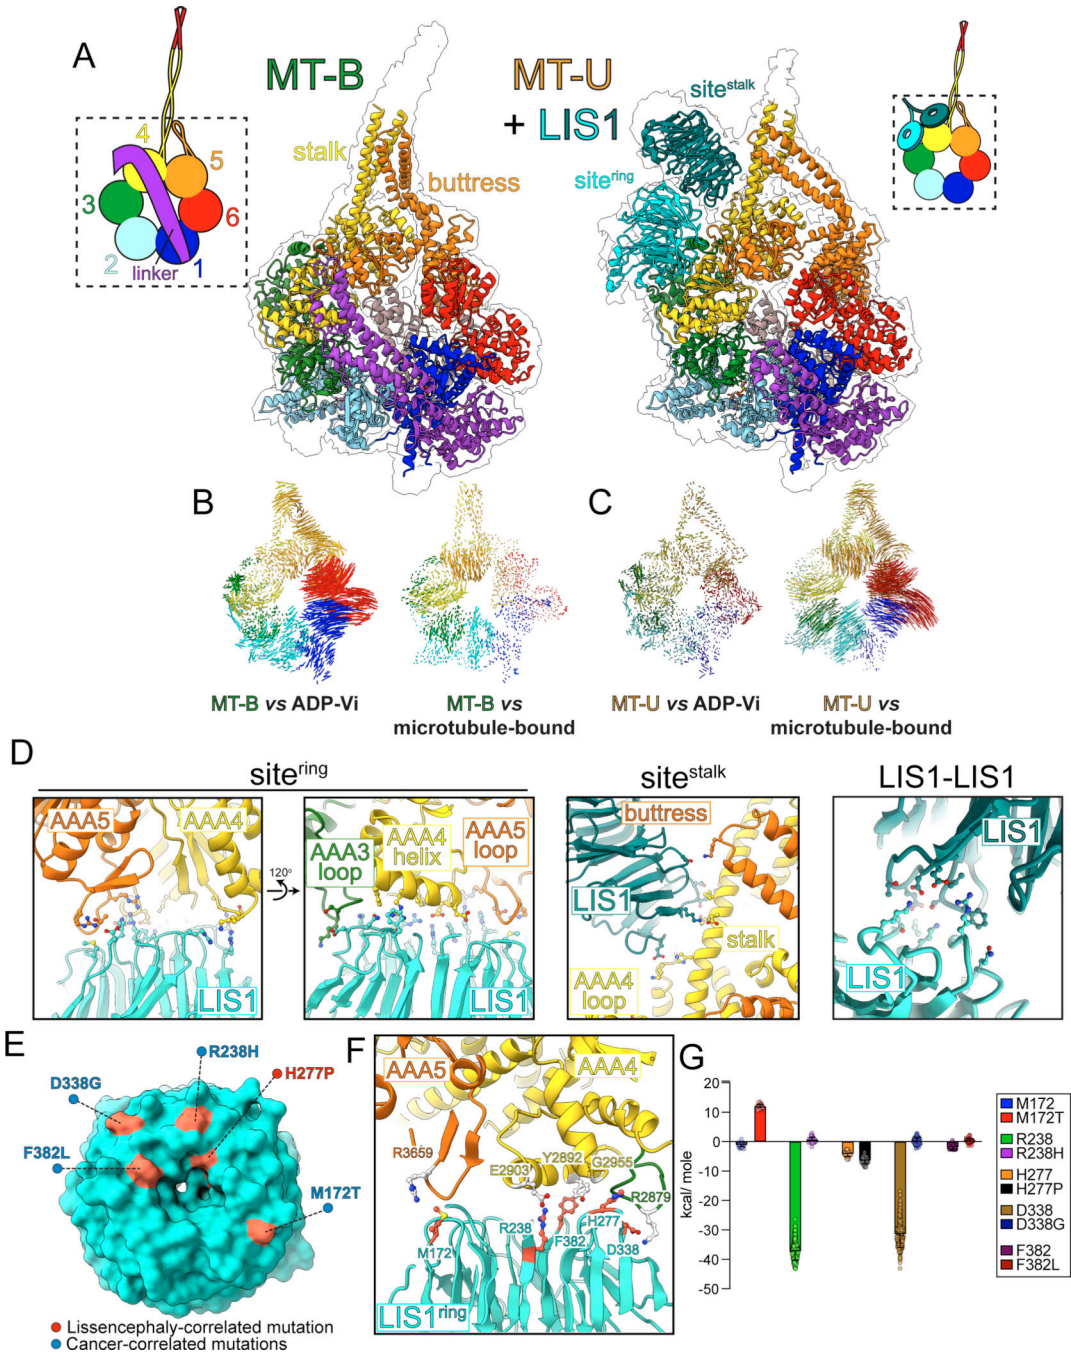 A
MT-B
MT-U
+ LIS1
site^stalk
site^ring
stalk
buttress
4
5
3
6
2
linker
1
B
C
MT-B vs ADP-Vi
MT-B vs
microtubule-bound
MT-U vs ADP-Vi
MT-U vs
microtubule-bound
D
site^ring
site^stalk
LIS1-LIS1
AAA5
AAA4
LIS1
120°
AAA3
loop
AAA4
helix
AAA5
loop
LIS1
buttress
LIS1
stalk
AAA4
loop
LIS1
LIS1
E
R238H
D338G
H277P
F382L
M172T
Lissencephaly-correlated mutation
Cancer-correlated mutations
F
AAA5
AAA4
R3659
Y2892
E2903
G2955
R2879
R238
H277
M172
F382
D338
LIS1^ring
G
20
10
0
-10
-20
-30
-40
-50
kcal/ mole
M172
M172T
R238
R238H
H277
H277P
D338
D338G
F382
F382L